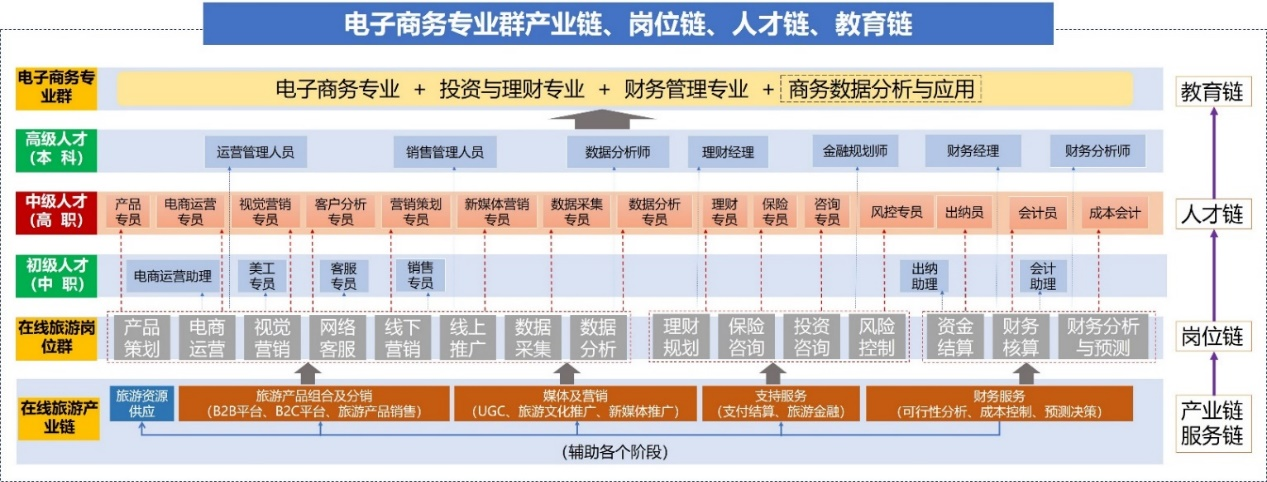 电子商务专业群产业链、岗位链、人才链、教育链
电子商务专
业群
电子商务专业 + 投资与理财专业 + 财务管理专业 + 商务数据分析与应用
教育链
高级人才
(本 科)
运营管理人员
销售管理人员
数据分析师
理财经理
金融规划师
财务经理
财务分析师
中级人才
(高 职)
产品
专员
电商运营
专员
视觉营销
专员
客户分析
专员
营销策划
专员
新媒体营销
专员
数据采集
专员
数据分析
专员
理财
专员
保险
专员
咨询
专员
风控专员
出纳员
会计员
成本会计
人才链
初级人才
(中 职)
电商运营助理
美工
专员
客服
专员
销售
专员
出纳
助理
会计
助理
在线旅游岗
位群
产品
策划
电商
运营
视觉
营销
网络
客服
线下
营销
线上
推广
数据
采集
数据
分析
理财
规划
保险
咨询
投资
咨询
风险
控制
资金
结算
财务
核算
财务分析
与预测
岗位链
在线旅游产
业链
旅游资源
供应
旅游产品组合及分销
(B2B平台、B2C平台、旅游产品销售)
媒体及营销
(UGC、旅游文化推广、新媒体推广)
支持服务
(支付结算、旅游金融)
财务服务
(可行性分析、成本控制、预测决策)
(辅助各个阶段)
产业链
服务链